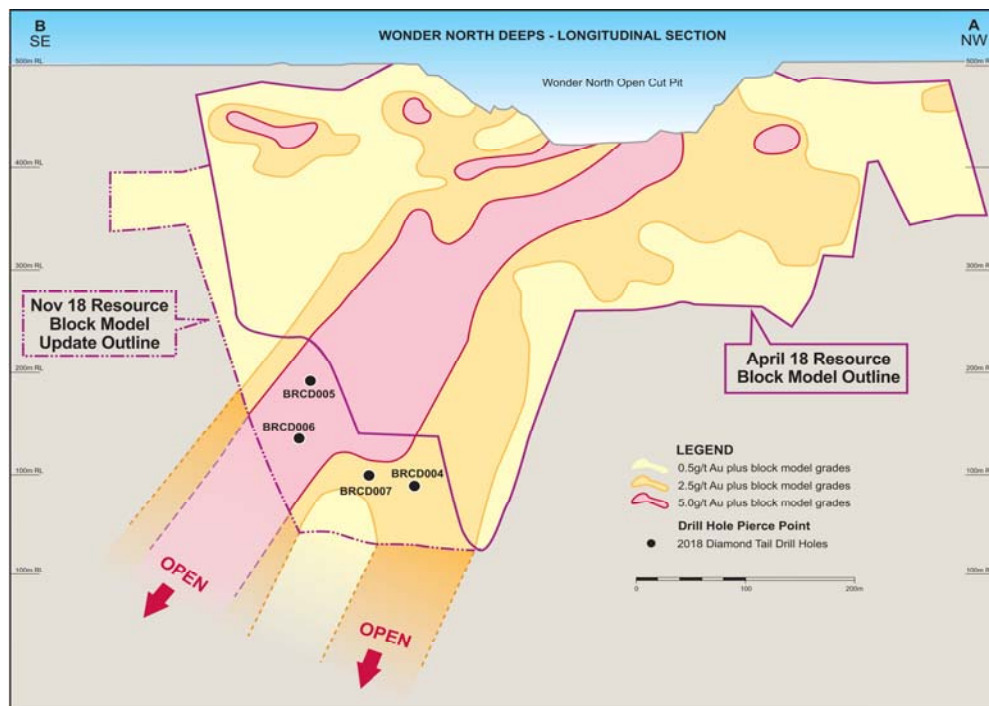 B
SE
WONDER NORTH DEEPS - LONGITUDINAL SECTION
A
NW
500m RL
500m RL
Wonder North Open Cut Pit
400m RL
400m RL
300m RL
300m RL
Nov 18 Resource
Block Model
Update Outline
April 18 Resource
Block Model Outline
200m RL
200m RL
BRCD005
BRCD006
BRCD004
BRCD007
100m RL
100m RL
LEGEND
0.5g/t Au plus block model grades
2.5g/t Au plus block model grades
5.0g/t Au plus block model grades
Drill Hole Pierce Point
2018 Diamond Tail Drill Holes
100m RL
100m RL
0
100
200m
OPEN
OPEN